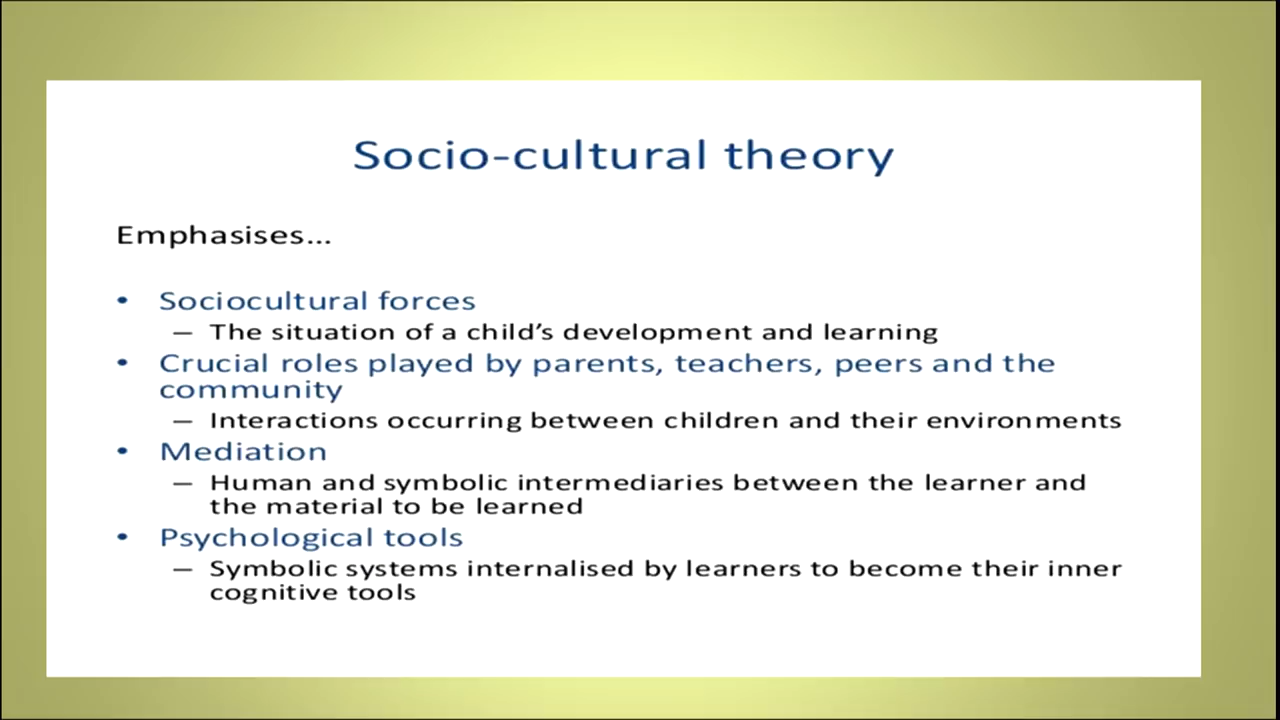 Socio-cultural theory
Emphasises...
• Sociocultural forces
– The situation of a child’s development and learning
• Crucial roles played by parents, teachers, peers and the
community
– Interactions occurring between children and their environments
• Mediation
– Human and symbolic intermediaries between the learner and
the material to be learned
• Psychological tools
– Symbolic systems internalised by learners to become their inner
cognitive tools